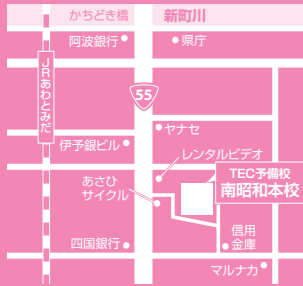 かちどき橋
新町川
阿波銀行
県庁
JRあわとみだ
55
ヤナセ
伊予銀ビル
レンタルビデオ
あさひ
サイクル
TEC予備校
南昭和本校
信用
金庫
四国銀行
マルナカ